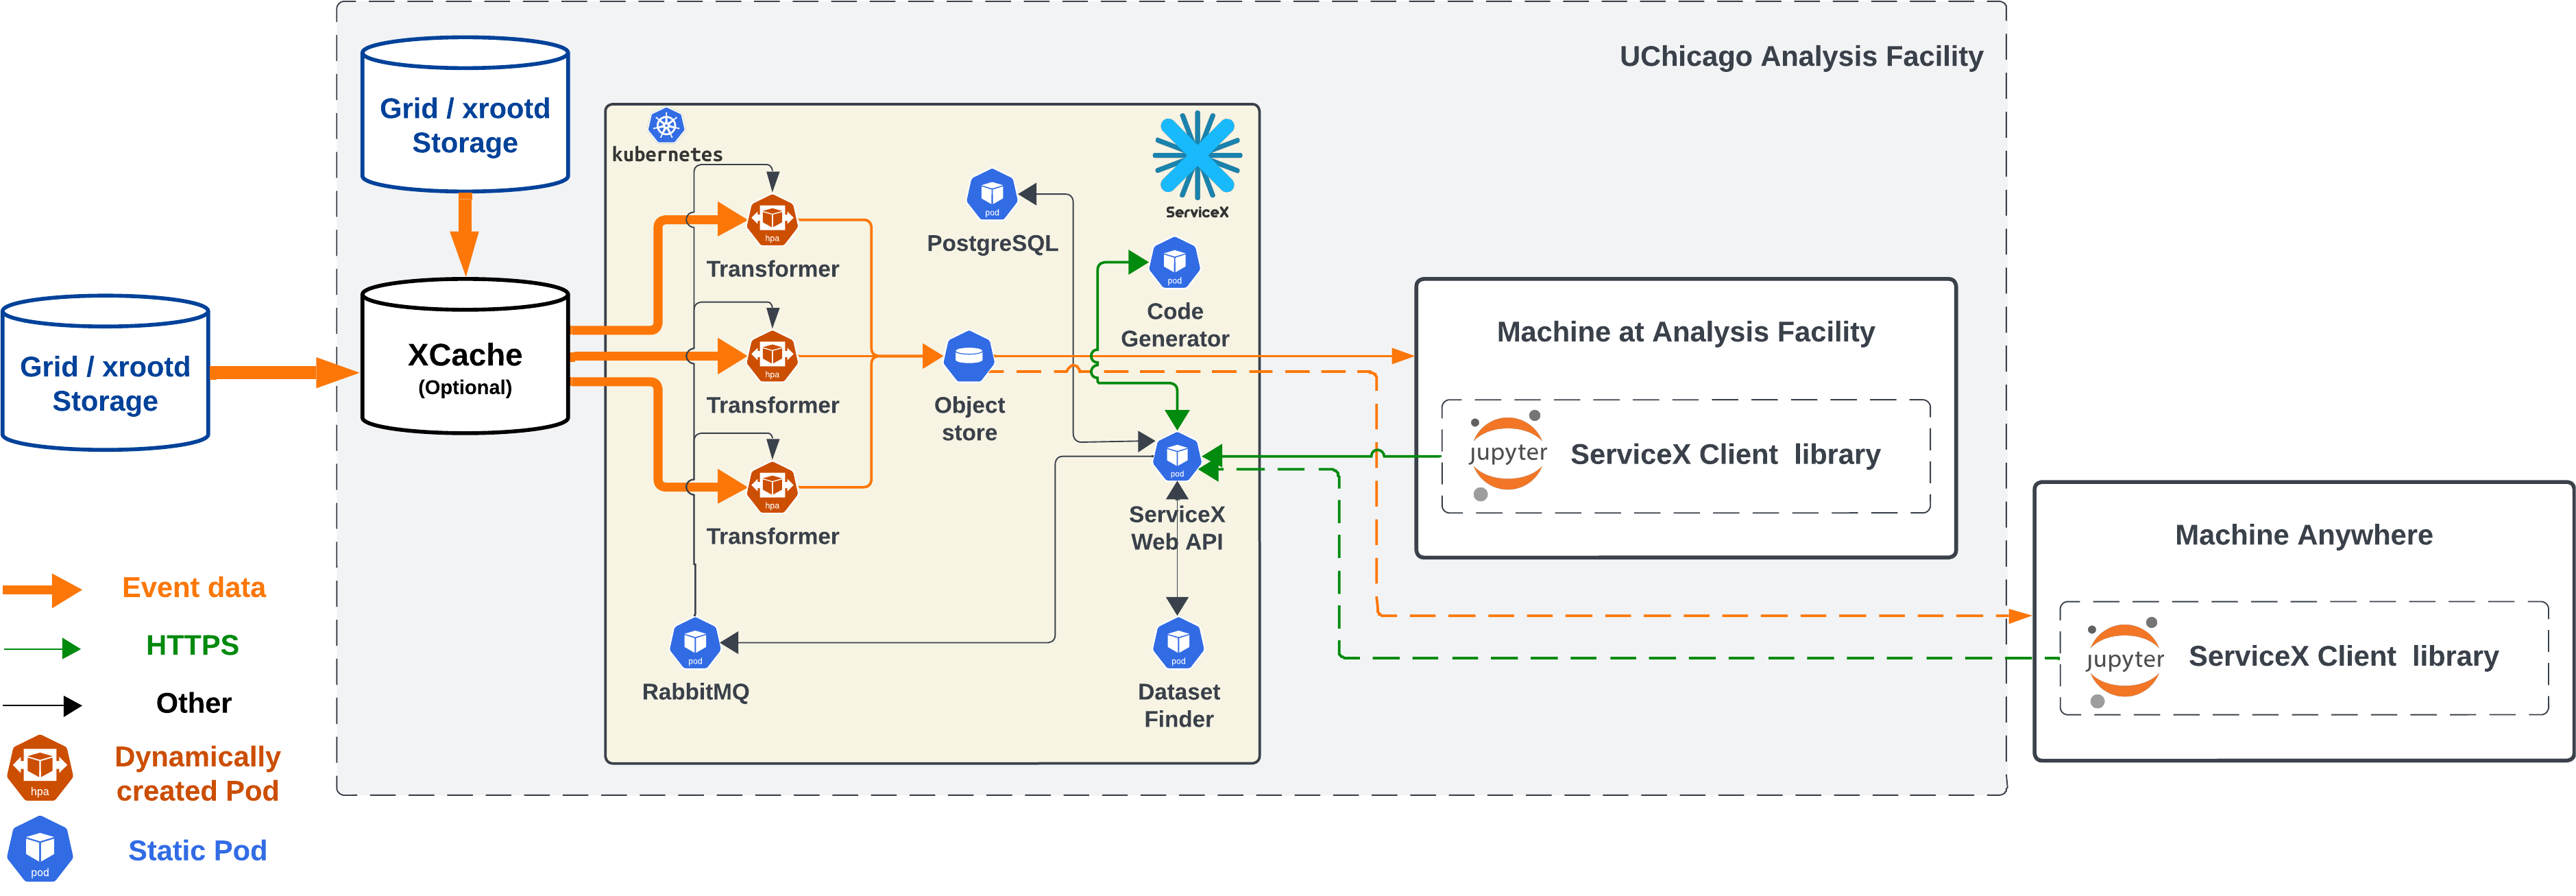 UChicago Analysis Facility
Grid / xrootd
Storage
kubernetes
ServiceX
pod
PostgreSQL
hpa
Transformer
pod
Code
Generator
Grid / xrootd
Storage
XCache
(Optional)
hpa
Transformer
Object
store
Machine at Analysis Facility
jupyter
ServiceX Client library
hpa
Transformer
pod
ServiceX
Web API
Machine Anywhere
jupyter
ServiceX Client library
pod
RabbitMQ
pod
Dataset
Finder
Event data
HTTPS
Other
hpa
Dynamically
created Pod
pod
Static Pod